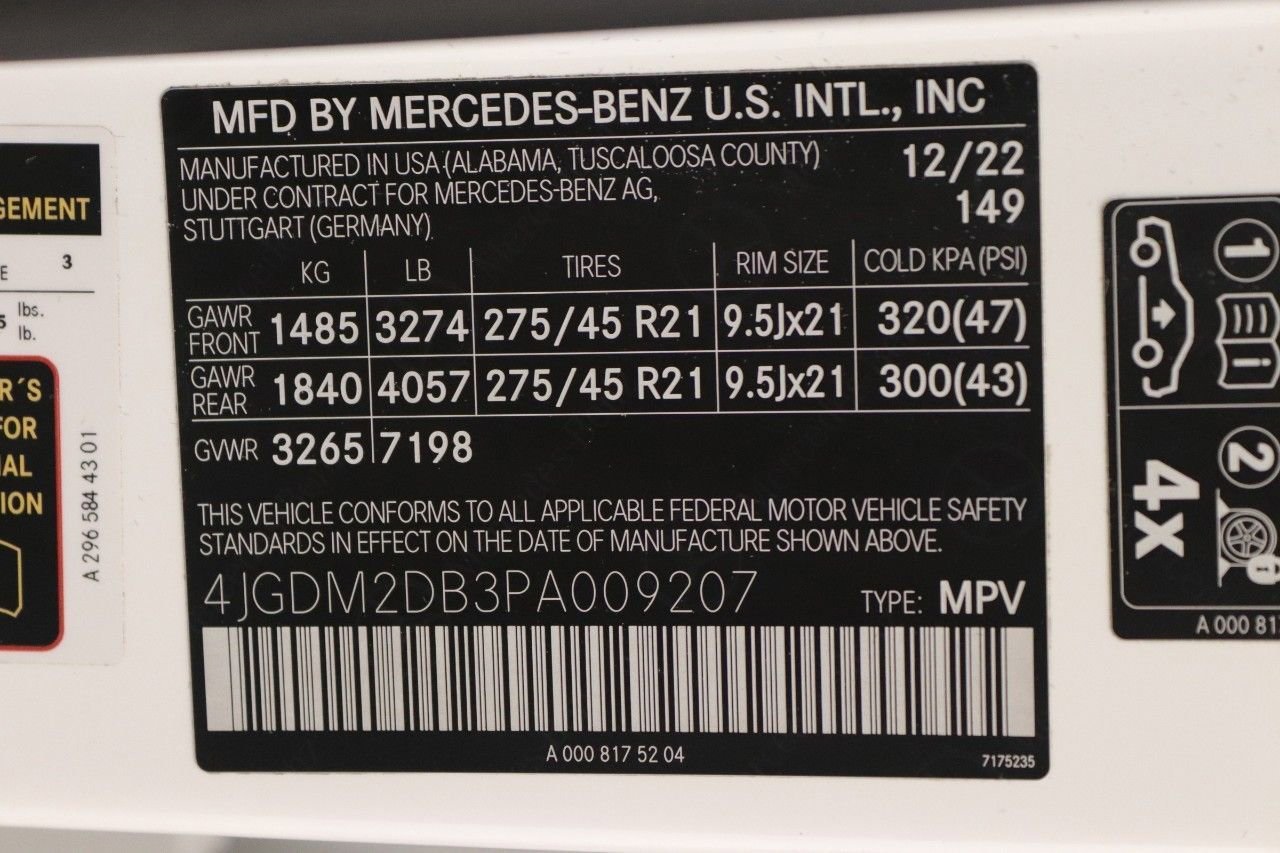 MFD BY MERCEDES-BENZ U.S. INTL., INC
MANUFACTURED IN USA (ALABAMA, TUSCALOOSA COUNTY) 12/22
UNDER CONTRACT FOR MERCEDES-BENZ AG, 149
STUTTGART (GERMANY)
KG LB TIRES RIM SIZE COLD KPA (PSI)
GAWR FRONT 1485 3274 275/45 R21 9.5Jx21 320(47)
GAWR REAR 1840 4057 275/45 R21 9.5Jx21 300(43)
GVWR 3265 7198
THIS VEHICLE CONFORMS TO ALL APPLICABLE FEDERAL MOTOR VEHICLE SAFETY
STANDARDS IN EFFECT ON THE DATE OF MANUFACTURE SHOWN ABOVE.
4JGDM2DB3PA009207 TYPE: MPV
A 000 817 52 04 7175235
GEMENT
E 3
5 lbs.
lb.
R´S
FOR
IAL
ION
A 296 584 43 01
1
2
4x
A 000 81